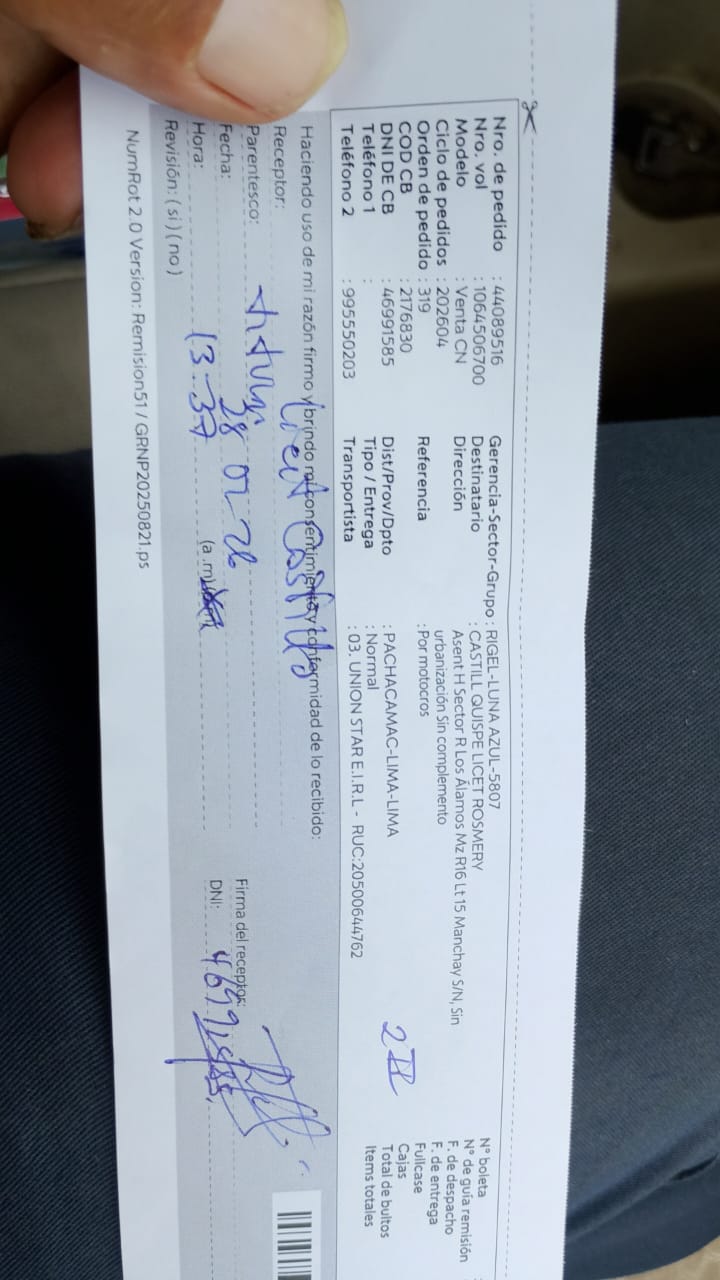 Nro. de pedido : 44089516
Nro. vol : 1064506700
Modelo : Venta CN
Ciclo de pedidos : 202604
Orden de pedido : 319
COD CB : 2176830
DNI DE CB : 46991585
Teléfono 1 :
Teléfono 2 : 995550203
Gerencia-Sector-Grupo : RIGEL-LUNA AZUL-5807
Destinatario : CASTILL QUISPE LICET ROSMERY
Dirección Asent H Sector R Los Álamos Mz R16 Lt 15 Manchay S/N, Sin
urbanización Sin complemento
Referencia : Por motocros
Dist/Prov/Dpto : PACHACAMAC-LIMA-LIMA
Tipo / Entrega : Normal
Transportista : 03. UNION STAR E.I.R.L - RUC:20500644762
2
N° boleta
N° de guía remisión
F. de despacho
F. de entrega
Fullcase
Cajas
Total de bultos
Items totales
Haciendo uso de mi razón firmo y brindo mi consentimiento y conformidad de lo recibido:
Receptor: Licet Castillo
Parentesco:
Fecha: 28 02 26
Hora: 13-37 (a.m)
Revisión: ( si ) ( no )
Firma del receptor:
DNI:
NumRot 2.0 Version: Remision51 / GRNP20250821.ps